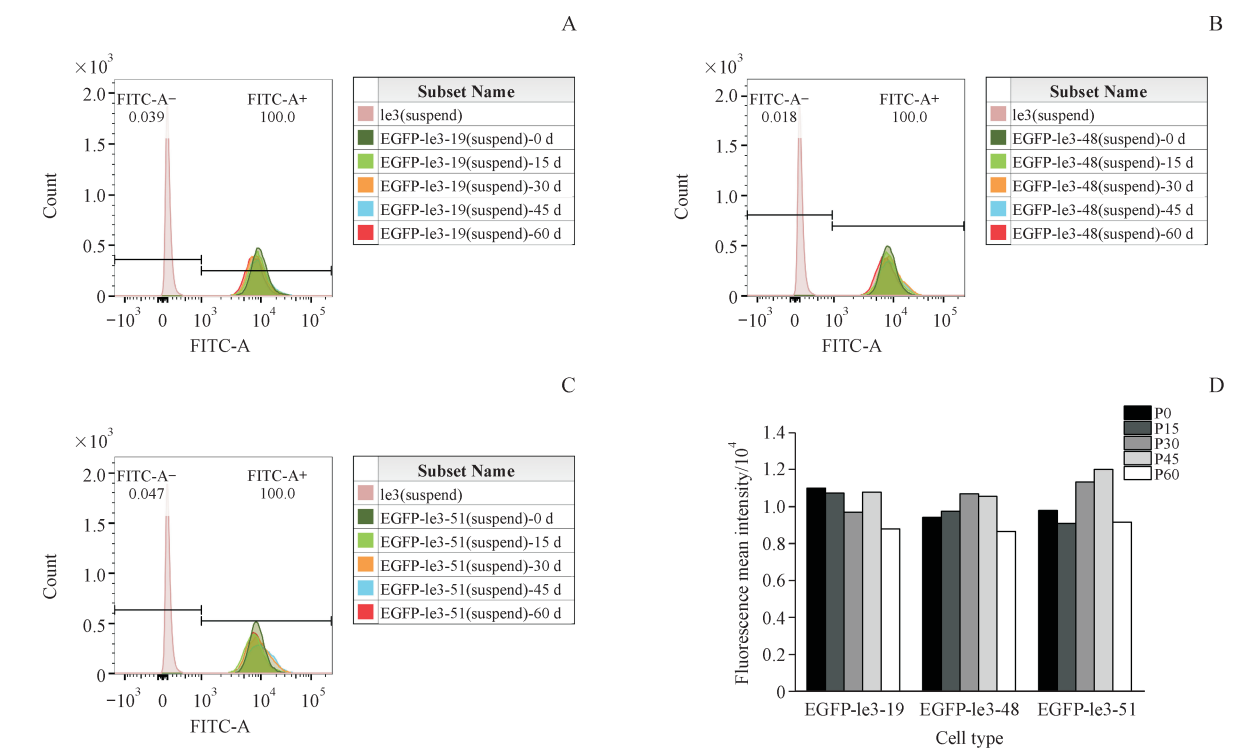 A
×10³
2.0
1.5
1.0
0.5
0
Count
FITC-A−
0.039
FITC-A+
100.0
−10³ 0 10³ 10⁴ 10⁵
FITC-A
Subset Name
le3(suspend)
EGFP-le3-19(suspend)-0 d
EGFP-le3-19(suspend)-15 d
EGFP-le3-19(suspend)-30 d
EGFP-le3-19(suspend)-45 d
EGFP-le3-19(suspend)-60 d
B
×10³
2.0
1.5
1.0
0.5
0
Count
FITC-A−
0.018
FITC-A+
100.0
−10³ 0 10³ 10⁴ 10⁵
FITC-A
Subset Name
le3(suspend)
EGFP-le3-48(suspend)-0 d
EGFP-le3-48(suspend)-15 d
EGFP-le3-48(suspend)-30 d
EGFP-le3-48(suspend)-45 d
EGFP-le3-48(suspend)-60 d
C
×10³
2.0
1.5
1.0
0.5
0
Count
FITC-A−
0.047
FITC-A+
100.0
−10³ 0 10³ 10⁴ 10⁵
FITC-A
Subset Name
le3(suspend)
EGFP-le3-51(suspend)-0 d
EGFP-le3-51(suspend)-15 d
EGFP-le3-51(suspend)-30 d
EGFP-le3-51(suspend)-45 d
EGFP-le3-51(suspend)-60 d
D
P0
P15
P30
P45
P60
1.4
1.2
1.0
0.8
0.6
0.4
0.2
0
Fluorescence mean intensity/10⁴
EGFP-le3-19 EGFP-le3-48 EGFP-le3-51
Cell type